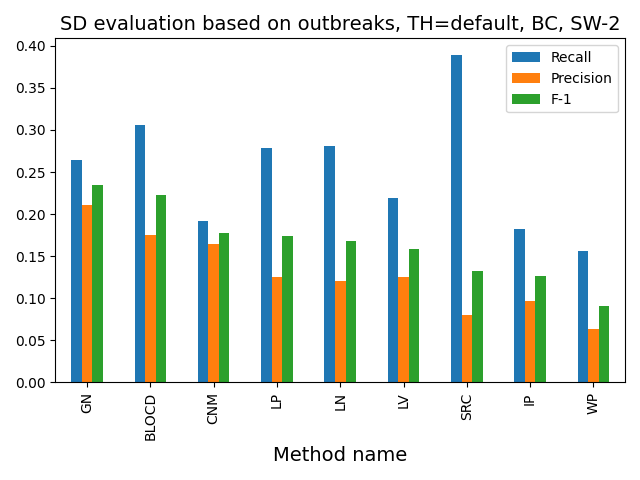 SD evaluation based on outbreaks, TH=default, BC, SW-2
Recall
Precision
F-1
0.40
0.35
0.30
0.25
0.20
0.15
0.10
0.05
0.00
GN
BLOCD
CNM
LP
LN
LV
SRC
IP
WP
Method name